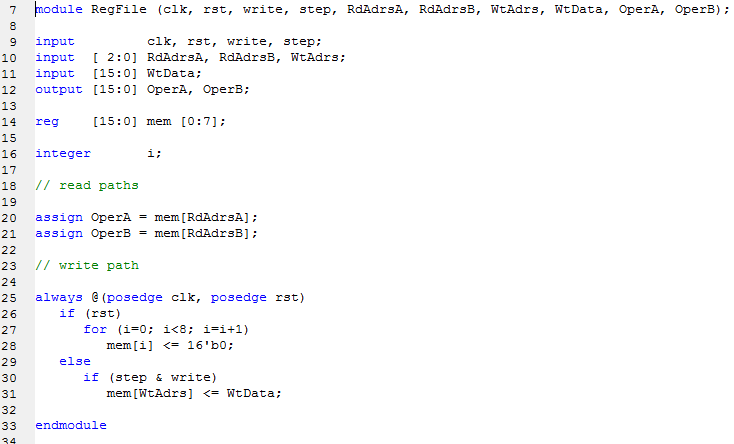 7 module RegFile (clk, rst, write, step, RdAdrsA, RdAdrsB, WtAdrs, WtData, OperA, OperB);
8
9 input clk, rst, write, step;
10 input [ 2:0] RdAdrsA, RdAdrsB, WtAdrs;
11 input [15:0] WtData;
12 output [15:0] OperA, OperB;
13
14 reg [15:0] mem [0:7];
15
16 integer i;
17
18 // read paths
19
20 assign OperA = mem[RdAdrsA];
21 assign OperB = mem[RdAdrsB];
22
23 // write path
24
25 always @(posedge clk, posedge rst)
26 if (rst)
27 for (i=0; i<8; i=i+1)
28 mem[i] <= 16'b0;
29 else
30 if (step & write)
31 mem[WtAdrs] <= WtData;
32
33 endmodule
34